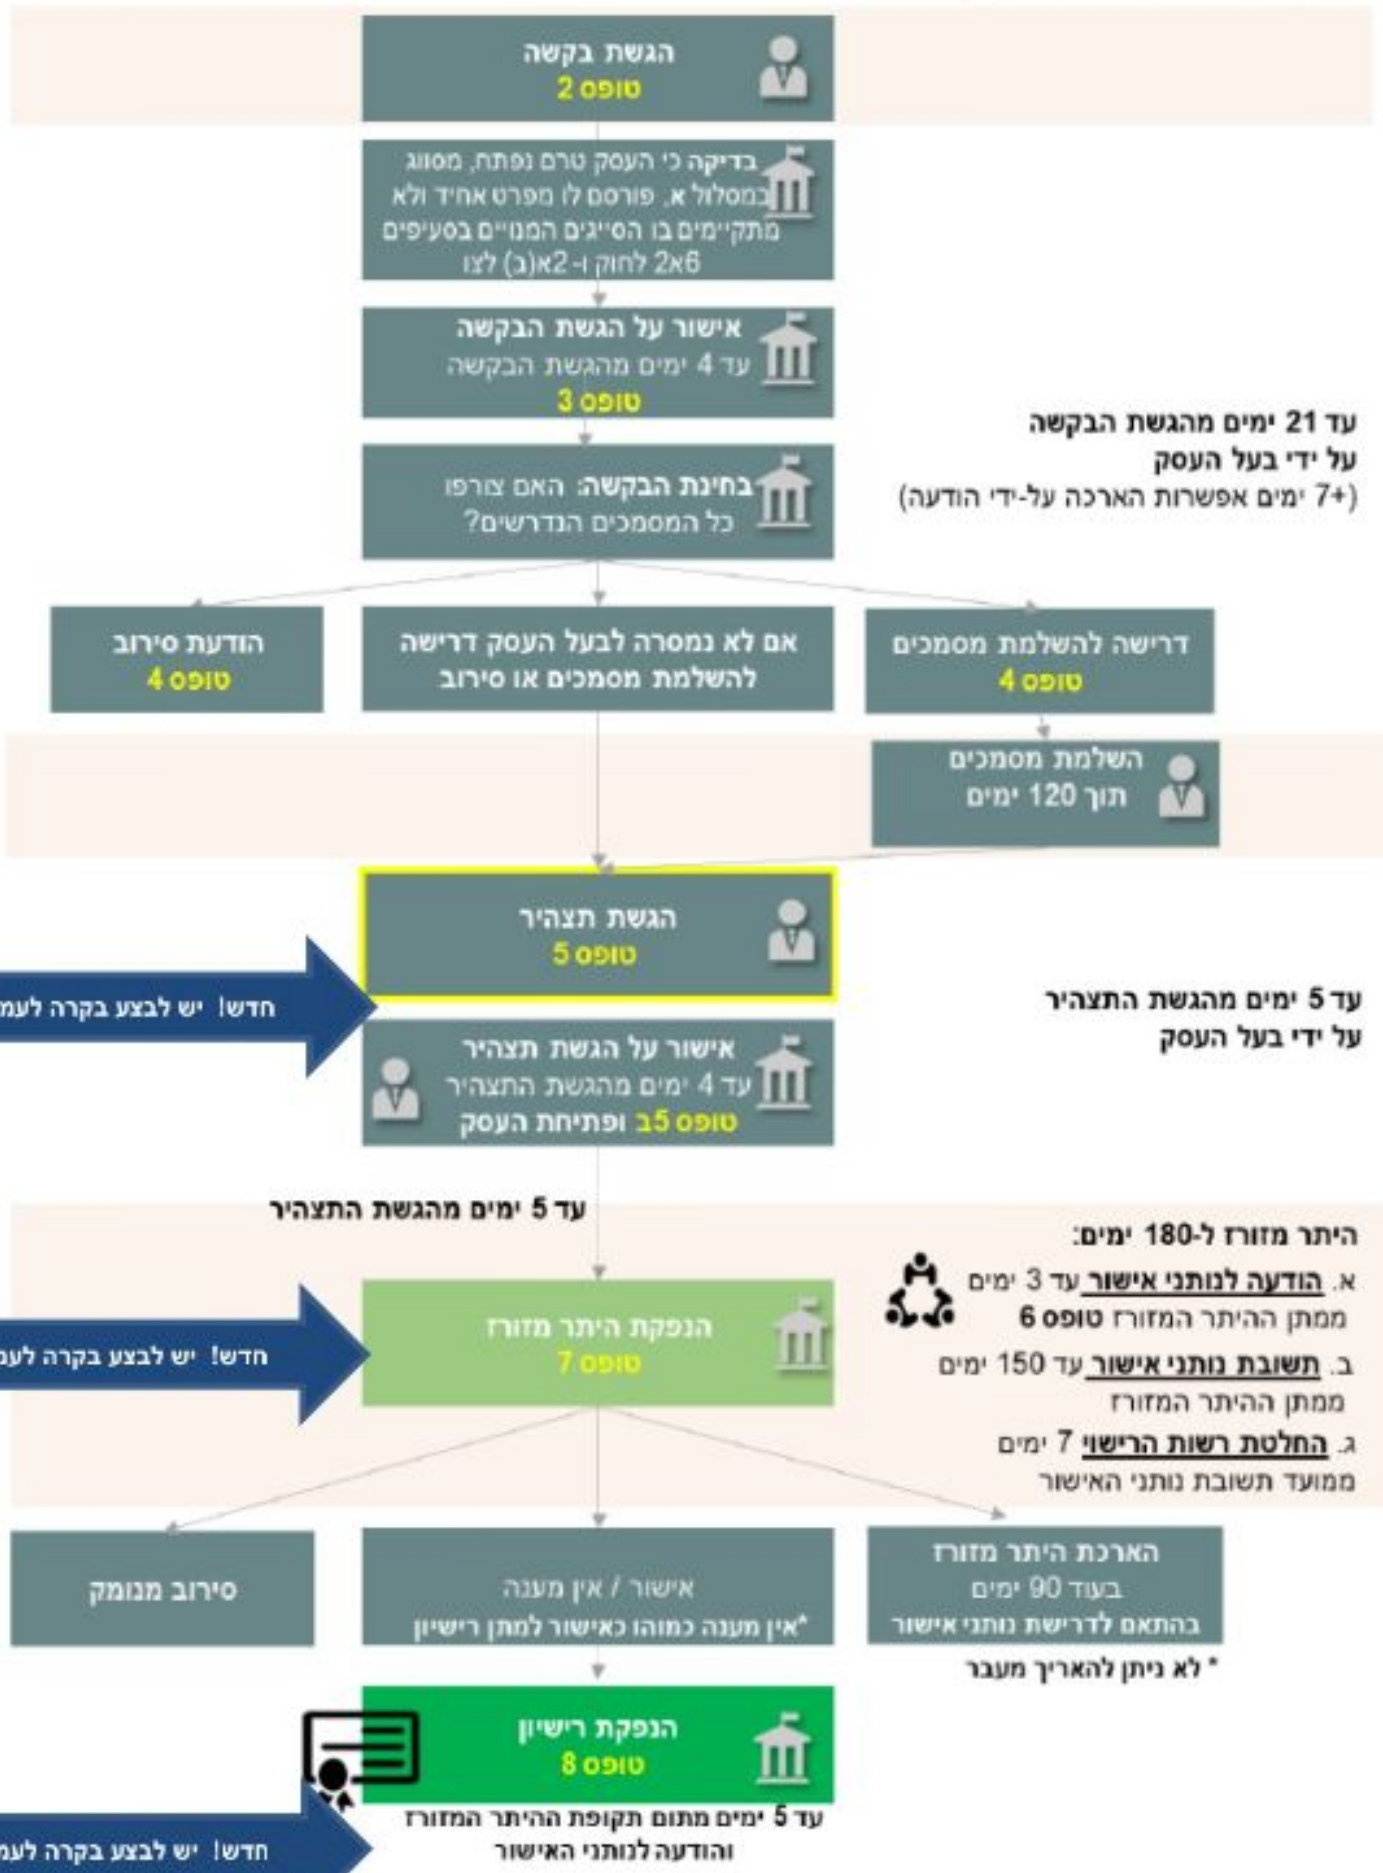 הגשת בקשה
טופס 2
בדיקה כי העסק טרם נפתח, מסווג
במסלול א, פורסם לו מפרט אחיד ולא
מתקיימים בו הסייגים המנויים בסעיפים
6א2 לחוק ו- 2א(ב) לצו
אישור על הגשת הבקשה
עד 4 ימים מהגשת הבקשה
טופס 3
עד 21 ימים מהגשת הבקשה
על ידי בעל העסק
(+7 ימים אפשרות הארכה על-ידי הודעה)
בחינת הבקשה: האם צורפו
כל המסמכים הנדרשים?
דרישה להשלמת מסמכים
טופס 4
אם לא נמסרה לבעל העסק דרישה
להשלמת מסמכים או סירוב
הודעת סירוב
טופס 4
השלמת מסמכים
תוך 120 ימים
הגשת תצהיר
טופס 5
עד 5 ימים מהגשת התצהיר
על ידי בעל העסק
חדש! יש לבצע בקרה
אישור על הגשת תצהיר
עד 4 ימים מהגשת התצהיר
טופס 5ב ופתיחת העסק
עד 5 ימים מהגשת התצהיר
היתר מזורז ל-180 ימים:
א. הודעה לנותני אישור עד 3 ימים
ממתן ההיתר המזורז טופס 6
ב. תשובת נותני אישור עד 150 ימים
ממתן ההיתר המזורז
ג. החלטת רשות הרישוי 7 ימים
ממועד תשובת נותני האישור
הנפקת היתר מזורז
טופס 7
חדש! יש לבצע בקרה
הארכת היתר מזורז
בעוד 90 ימים
בהתאם לדרישת נותני אישור
* לא ניתן להאריך מעבר
אישור / אין מענה
*אין מענה כמוהו כאישור למתן רישיון
סירוב מנומק
הנפקת רישיון
טופס 8
עד 5 ימים מתום תקופת ההיתר המזורז
והודעה לנותני האישור
חדש! יש לבצע בקרה